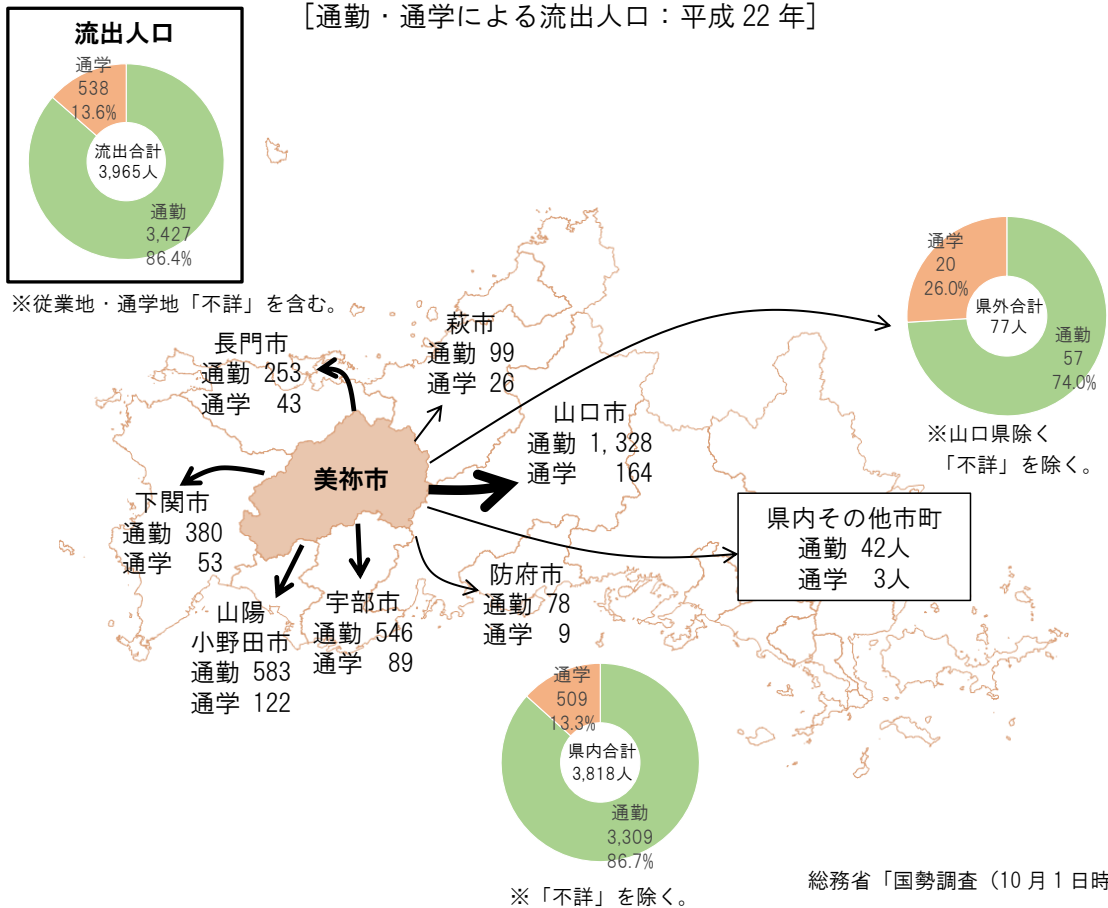 [通勤・通学による流出人口：平成 22 年]
流出人口
通学
538
13.6%
流出合計
3,965人
通勤
3,427
86.4%
※従業地・通学地「不詳」を含む。
長門市
通勤 253
通学 43
萩市
通勤 99
通学 26
山口市
通勤 1,328
通学 164
通学
20
26.0%
県外合計
77人
通勤
57
74.0%
※山口県除く
「不詳」を除く。
美祢市
下関市
通勤 380
通学 53
県内その他市町
通勤 42人
通学 3人
山陽
小野田市
通勤 583
通学 122
宇部市
通勤 546
通学 89
防府市
通勤 78
通学 9
通学
509
13.3%
県内合計
3,818人
通勤
3,309
86.7%
※「不詳」を除く。
総務省「国勢調査（10 月 1 日時